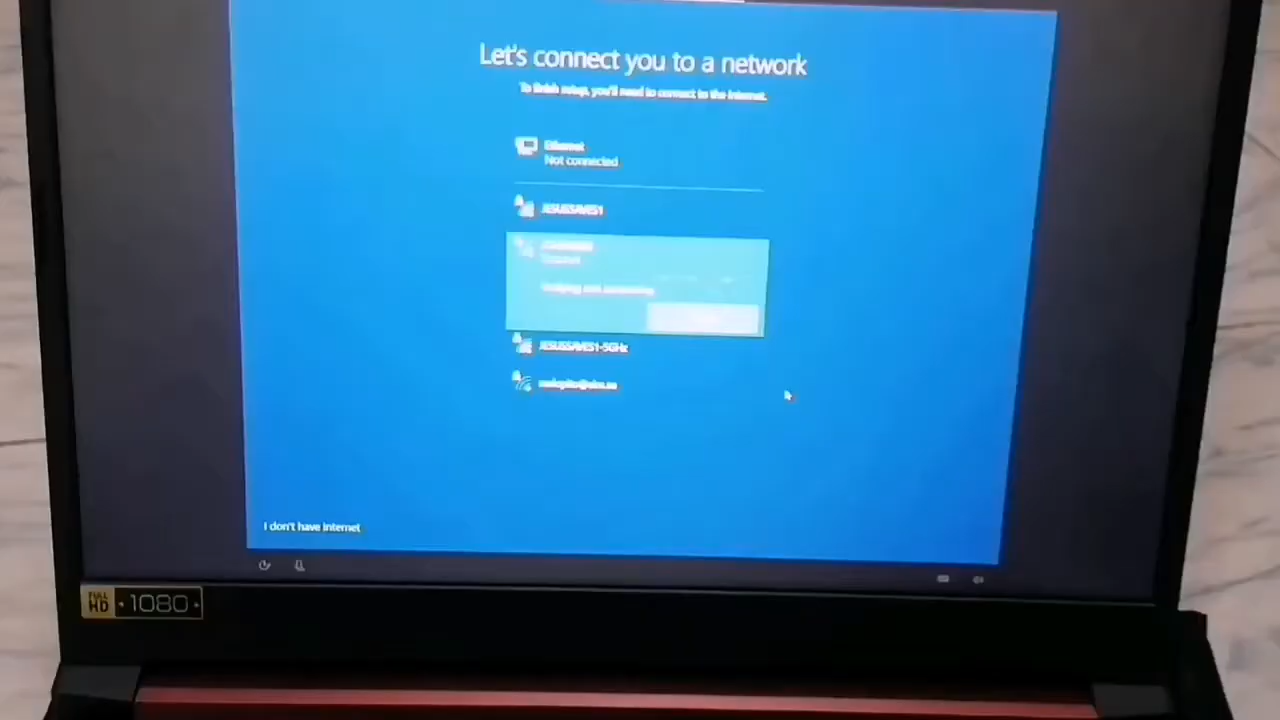 Let's connect you to a network
To finish setup, you'll need to connect to the Internet.
Ethernet
Not connected
JESUSSAVES1
JESUSSAVES1-5GHz
I don't have Internet
FULL HD 1080